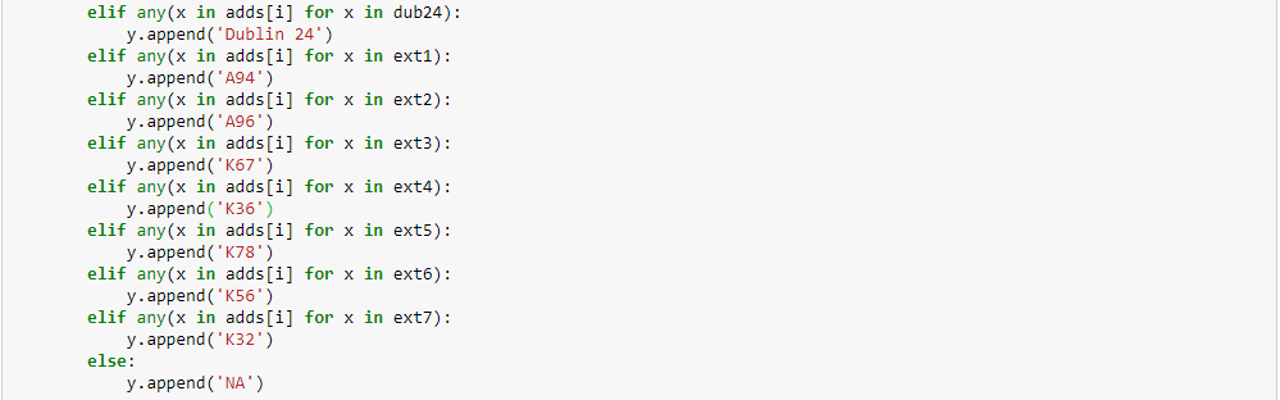 elif any(x in adds[i] for x in dub24):
y.append('Dublin 24')
elif any(x in adds[i] for x in ext1):
y.append('A94')
elif any(x in adds[i] for x in ext2):
y.append('A96')
elif any(x in adds[i] for x in ext3):
y.append('K67')
elif any(x in adds[i] for x in ext4):
y.append('K36')
elif any(x in adds[i] for x in ext5):
y.append('K78')
elif any(x in adds[i] for x in ext6):
y.append('K56')
elif any(x in adds[i] for x in ext7):
y.append('K32')
else:
y.append('NA')